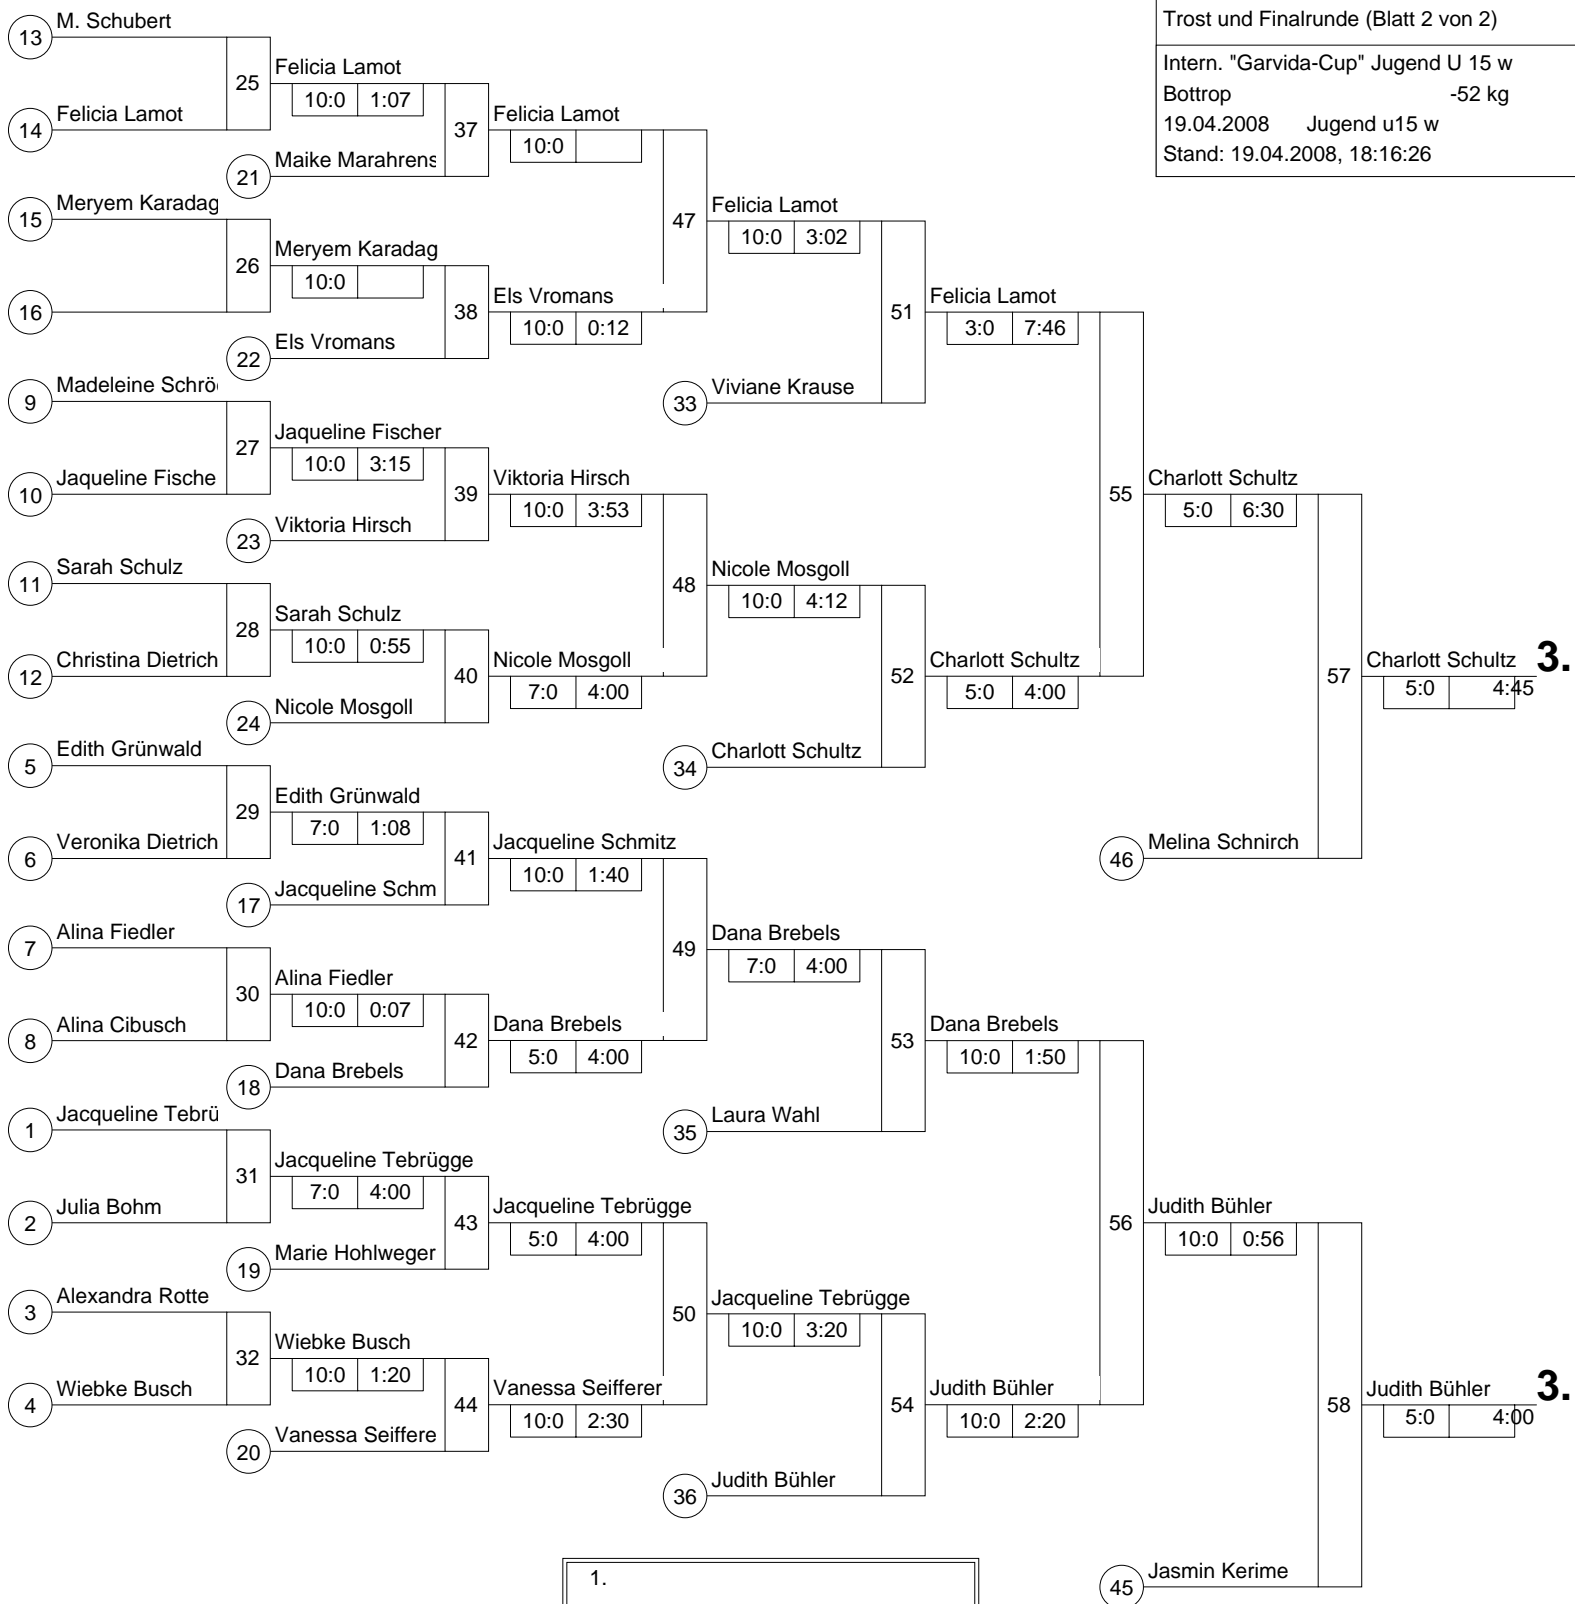 Trost und Finalrunde (Blatt 2 von 2)
Intern. "Garvida-Cup" Jugend U 15 w
Bottrop -52 kg
19.04.2008 Jugend u15 w
Stand: 19.04.2008, 18:16:26
13 M. Schubert
14 Felicia Lamot
15 Meryem Karadag
16
9 Madeleine Schrö
10 Jaqueline Fische
11 Sarah Schulz
12 Christina Dietrich
5 Edith Grünwald
6 Veronika Dietrich
7 Alina Fiedler
8 Alina Cibusch
1 Jacqueline Tebrü
2 Julia Bohm
3 Alexandra Rotte
4 Wiebke Busch
25 Felicia Lamot
10:0 1:07
21 Maike Marahrens
26 Meryem Karadag
10:0
22 Els Vromans
27 Jaqueline Fischer
10:0 3:15
23 Viktoria Hirsch
28 Sarah Schulz
10:0 0:55
24 Nicole Mosgoll
29 Edith Grünwald
7:0 1:08
17 Jacqueline Schm
30 Alina Fiedler
10:0 0:07
18 Dana Brebels
31 Jacqueline Tebrügge
7:0 4:00
19 Marie Hohlweger
32 Wiebke Busch
10:0 1:20
20 Vanessa Seiffere
37 Felicia Lamot
10:0
38 Els Vromans
10:0 0:12
39 Viktoria Hirsch
10:0 3:53
40 Nicole Mosgoll
7:0 4:00
41 Jacqueline Schmitz
10:0 1:40
42 Dana Brebels
5:0 4:00
43 Jacqueline Tebrügge
5:0 4:00
44 Vanessa Seifferer
10:0 2:30
47 Felicia Lamot
10:0 3:02
33 Viviane Krause
48 Nicole Mosgoll
10:0 4:12
34 Charlott Schultz
49 Dana Brebels
7:0 4:00
35 Laura Wahl
50 Jacqueline Tebrügge
10:0 3:20
36 Judith Bühler
51 Felicia Lamot
3:0 7:46
52 Charlott Schultz
5:0 4:00
53 Dana Brebels
10:0 1:50
54 Judith Bühler
10:0 2:20
55 Charlott Schultz
5:0 6:30
46 Melina Schnirch
56 Judith Bühler
10:0 0:56
45 Jasmin Kerime
57 Charlott Schultz 3.
5:0 4:45
58 Judith Bühler 3.
5:0 4:00
1.